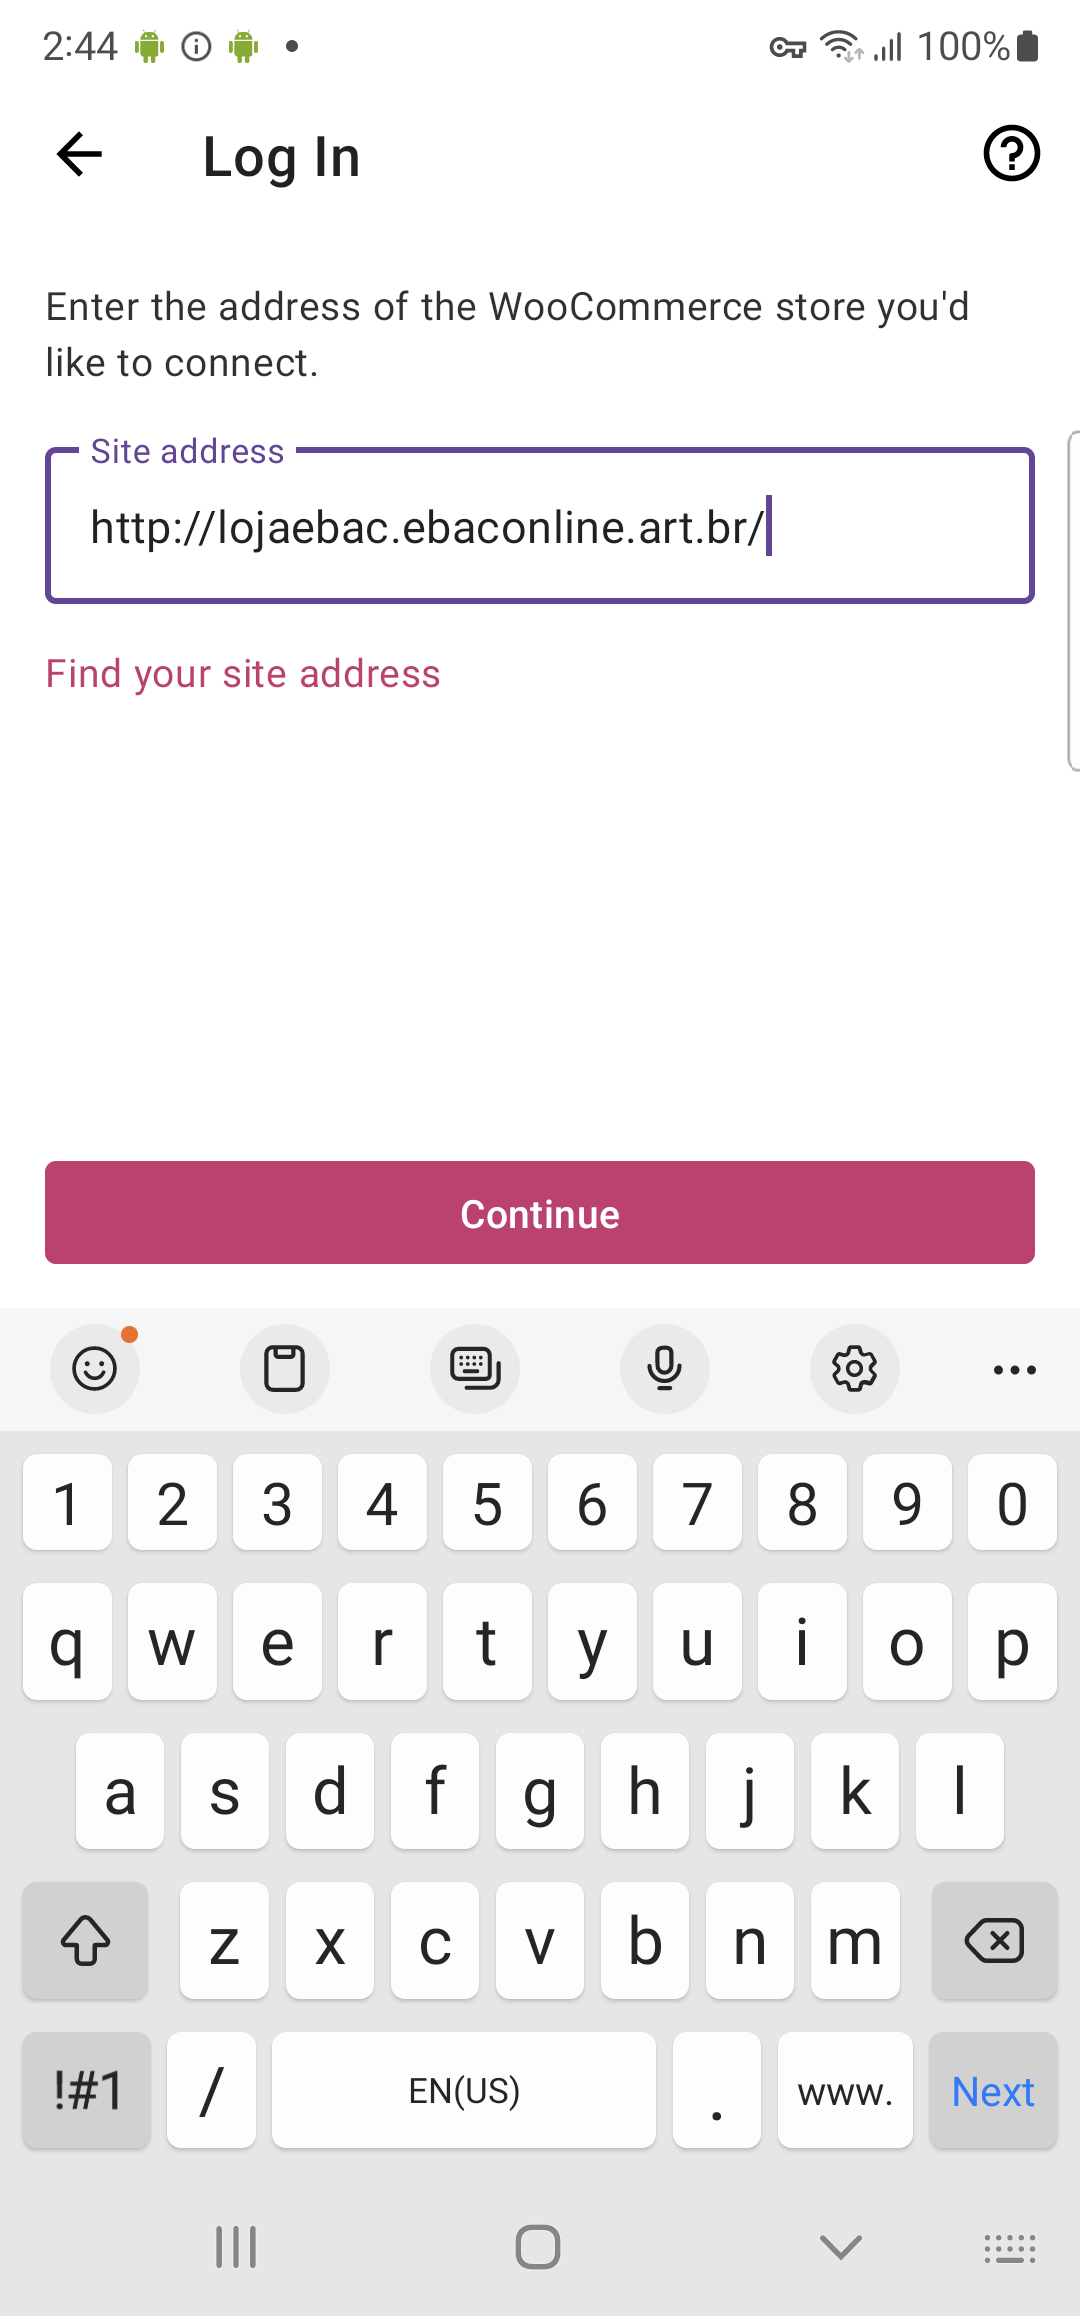 2:44
100%
Log In
Enter the address of the WooCommerce store you'd
like to connect.
Site address
http://lojaebac.ebaconline.art.br/
Find your site address
Continue
1 2 3 4 5 6 7 8 9 0
q w e r t y u i o p
a s d f g h j k l
z x c v b n m
!#1 / EN(US) . www. Next